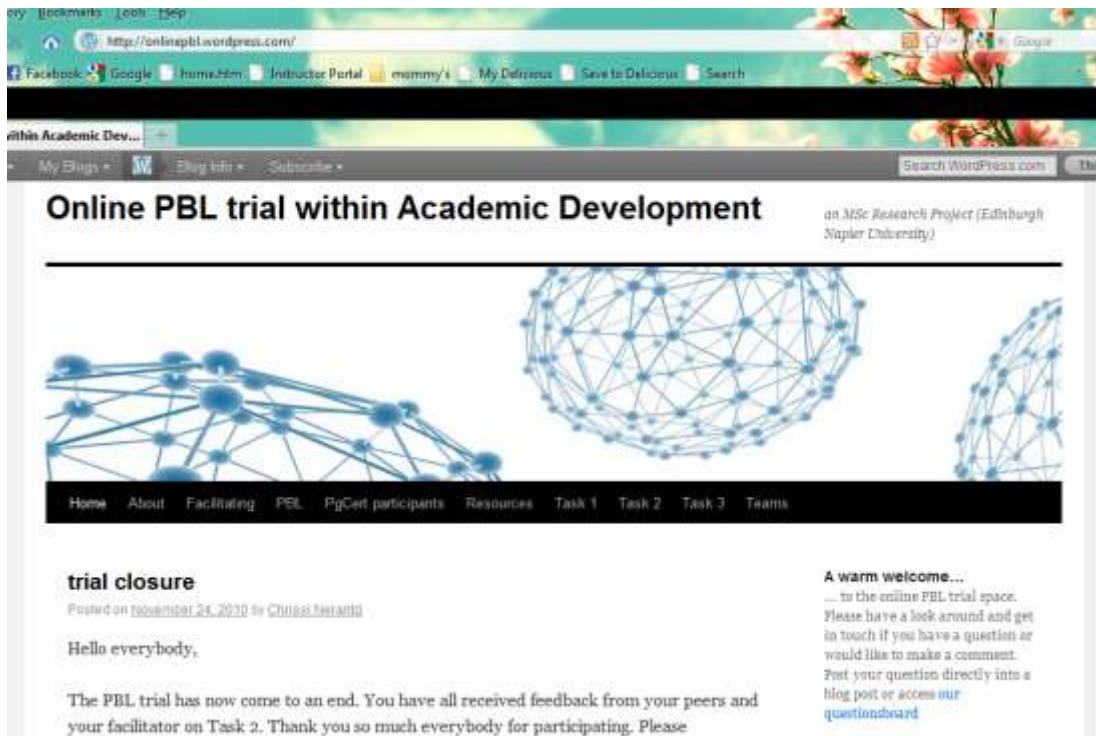 ory Bookmarks Tools Help
http://onlinepbl.wordpress.com/
Google
Facebook Google home.htm Instructor Portal mommy's My Delicious Save to Delicious Search
within Academic Dev...
My Blogs Blog Info Subscribe Search WordPress.com
Online PBL trial within Academic Development
an MSc Research Project (Edinburgh
Napier University)
Home About Facilitating PBL PgCert participants Resources Task 1 Task 2 Task 3 Teams
trial closure
Posted on November 24, 2010 by Chrissi Nerantzi
Hello everybody,
The PBL trial has now come to an end. You have all received feedback from your peers and
your facilitator on Task 2. Thank you so much everybody for participating. Please
A warm welcome...
... to the online PBL trial space.
Please have a look around and get
in touch if you have a question or
would like to make a comment.
Post your question directly into a
blog post or access our
questionsboard